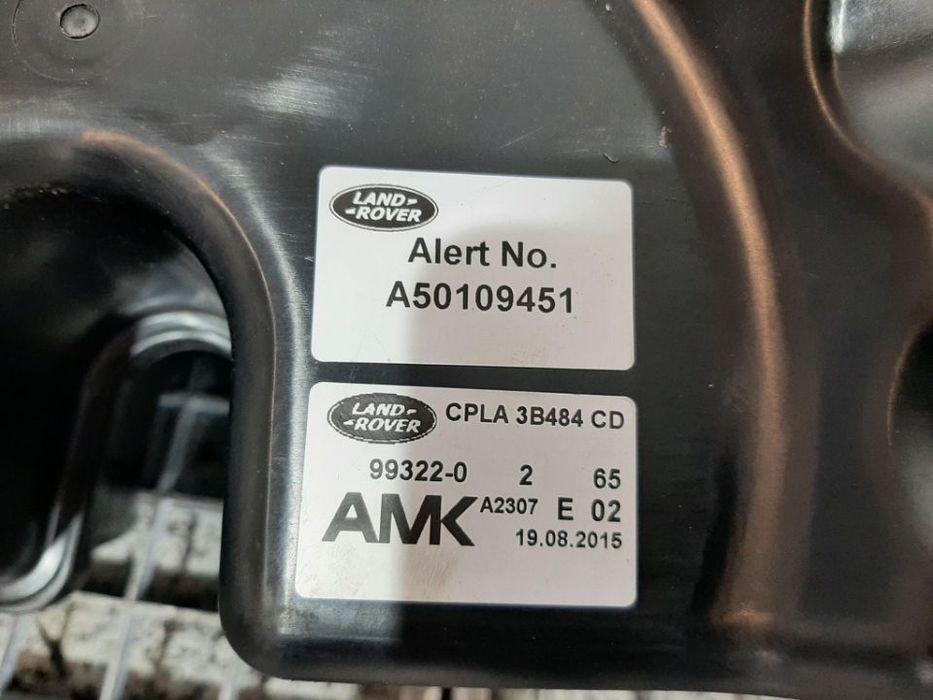 LAND-
-ROVER
Alert No.
A50109451
LAND-
-ROVER
CPLA 3B484 CD
99322-0 2 65
AMK A2307 E 02
19.08.2015